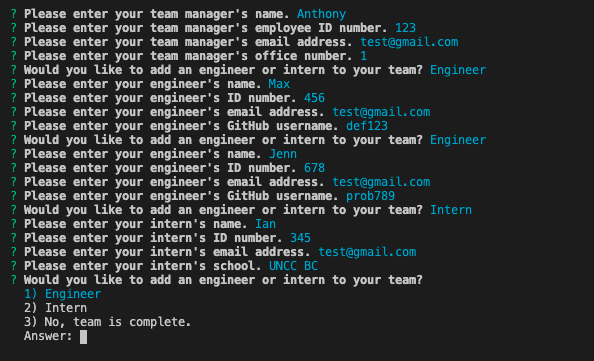 ? Please enter your team manager's name. Anthony
? Please enter your team manager's employee ID number. 123
? Please enter your team manager's email address. test@gmail.com
? Please enter your team manager's office number. 1
? Would you like to add an engineer or intern to your team? Engineer
? Please enter your engineer's name. Max
? Please enter your engineer's ID number. 456
? Please enter your engineer's email address. test@gmail.com
? Please enter your engineer's GitHub username. def123
? Would you like to add an engineer or intern to your team? Engineer
? Please enter your engineer's name. Jenn
? Please enter your engineer's ID number. 678
? Please enter your engineer's email address. test@gmail.com
? Please enter your engineer's GitHub username. prob789
? Would you like to add an engineer or intern to your team? Intern
? Please enter your intern's name. Ian
? Please enter your intern's ID number. 345
? Please enter your intern's email address. test@gmail.com
? Please enter your intern's school. UNCC BC
? Would you like to add an engineer or intern to your team?
1) Engineer
2) Intern
3) No, team is complete.
Answer: